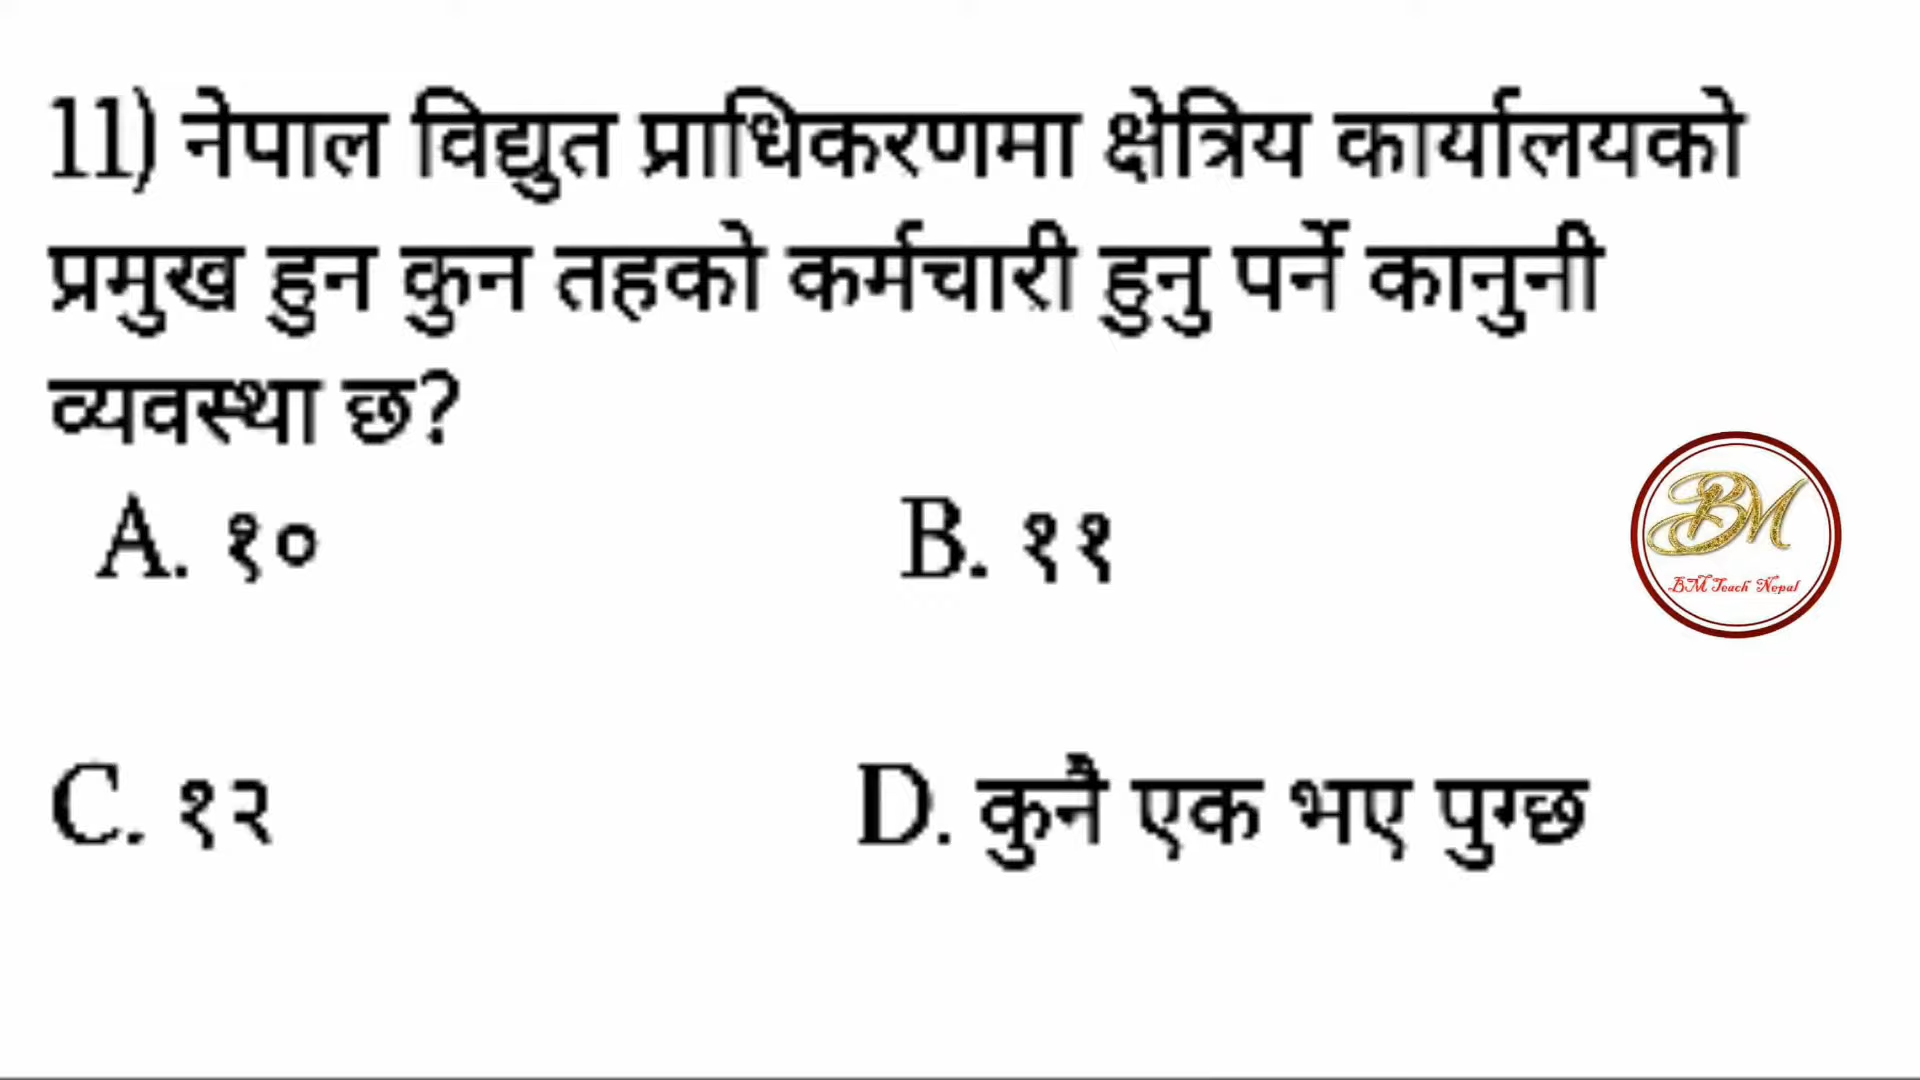 11) नेपाल विद्युत प्राधिकरणमा क्षेत्रिय कार्यालयको
प्रमुख हुन कुन तहको कर्मचारी हुनु पर्ने कानुनी
व्यवस्था छ?
A. १० B. ११
BM
BM Teach Nepal
C. १२ D. कुनै एक भए पुग्छ